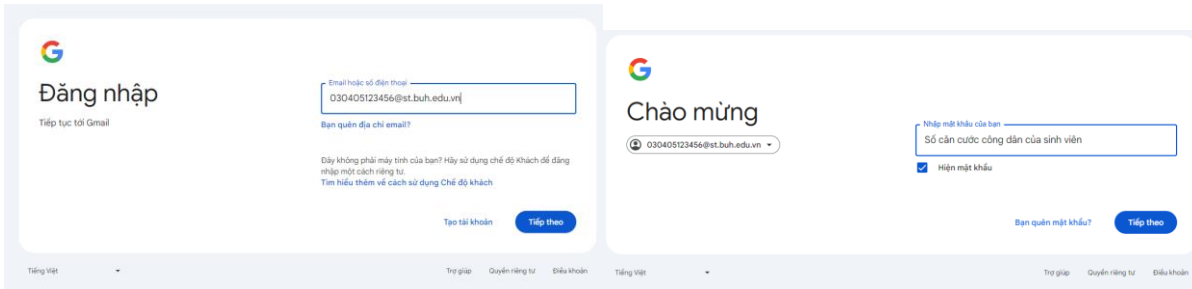 Đăng nhập
Tiếp tục tới Gmail
Email hoặc số điện thoại
030405123456@st.buh.edu.vn
Bạn quên địa chỉ email?
Đây không phải máy tính của bạn? Hãy sử dụng chế độ Khách để đăng
nhập một cách riêng tư.
Tìm hiểu thêm về cách sử dụng Chế độ khách
Tạo tài khoản
Tiếp theo
Tiếng Việt
Trợ giúp
Quyền riêng tư
Điều khoản
Chào mừng
030405123456@st.buh.edu.vn
Nhập mật khẩu của bạn
Số căn cước công dân của sinh viên
Hiện mật khẩu
Bạn quên mật khẩu?
Tiếp theo
Tiếng Việt
Trợ giúp
Quyền riêng tư
Điều khoản